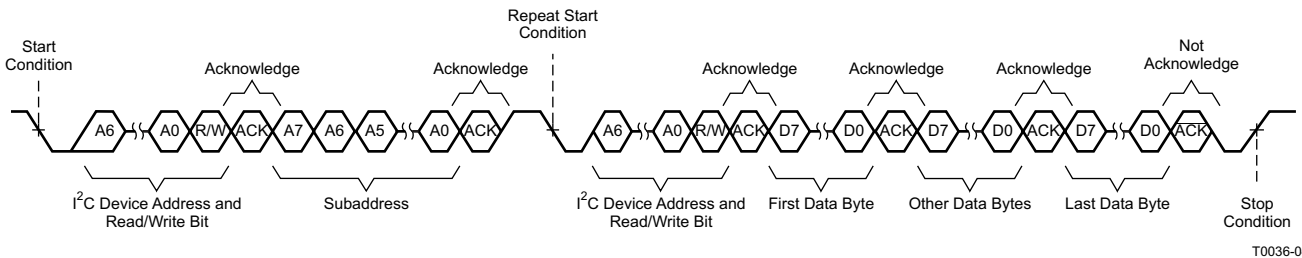 Repeat Start
Condition
Start
Condition
Not
Acknowledge
Acknowledge
Acknowledge
Acknowledge
Acknowledge
Acknowledge
A6 A0 R/W ACK A7 A6 A5 A0 ACK A6 A0 R/W ACK D7 D0 ACK D7 D0 ACK D7 D0 ACK
I2C Device Address and
Read/Write Bit
Subaddress
I2C Device Address and
Read/Write Bit
First Data Byte
Other Data Bytes
Last Data Byte
Stop
Condition
T0036-0